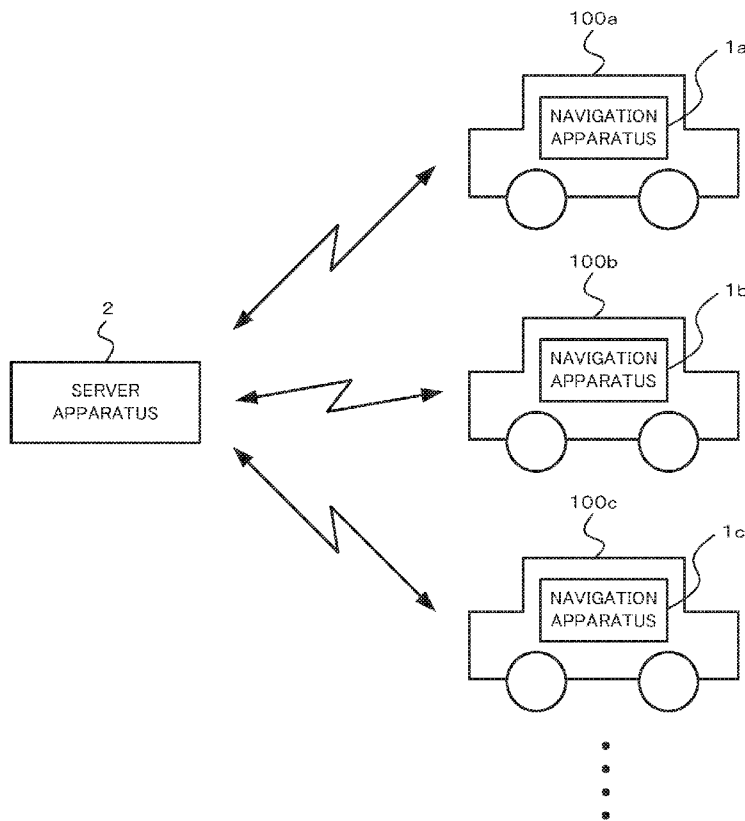 100a
1a
NAVIGATION
APPARATUS
100b
1b
NAVIGATION
APPARATUS
2
SERVER
APPARATUS
100c
1c
NAVIGATION
APPARATUS